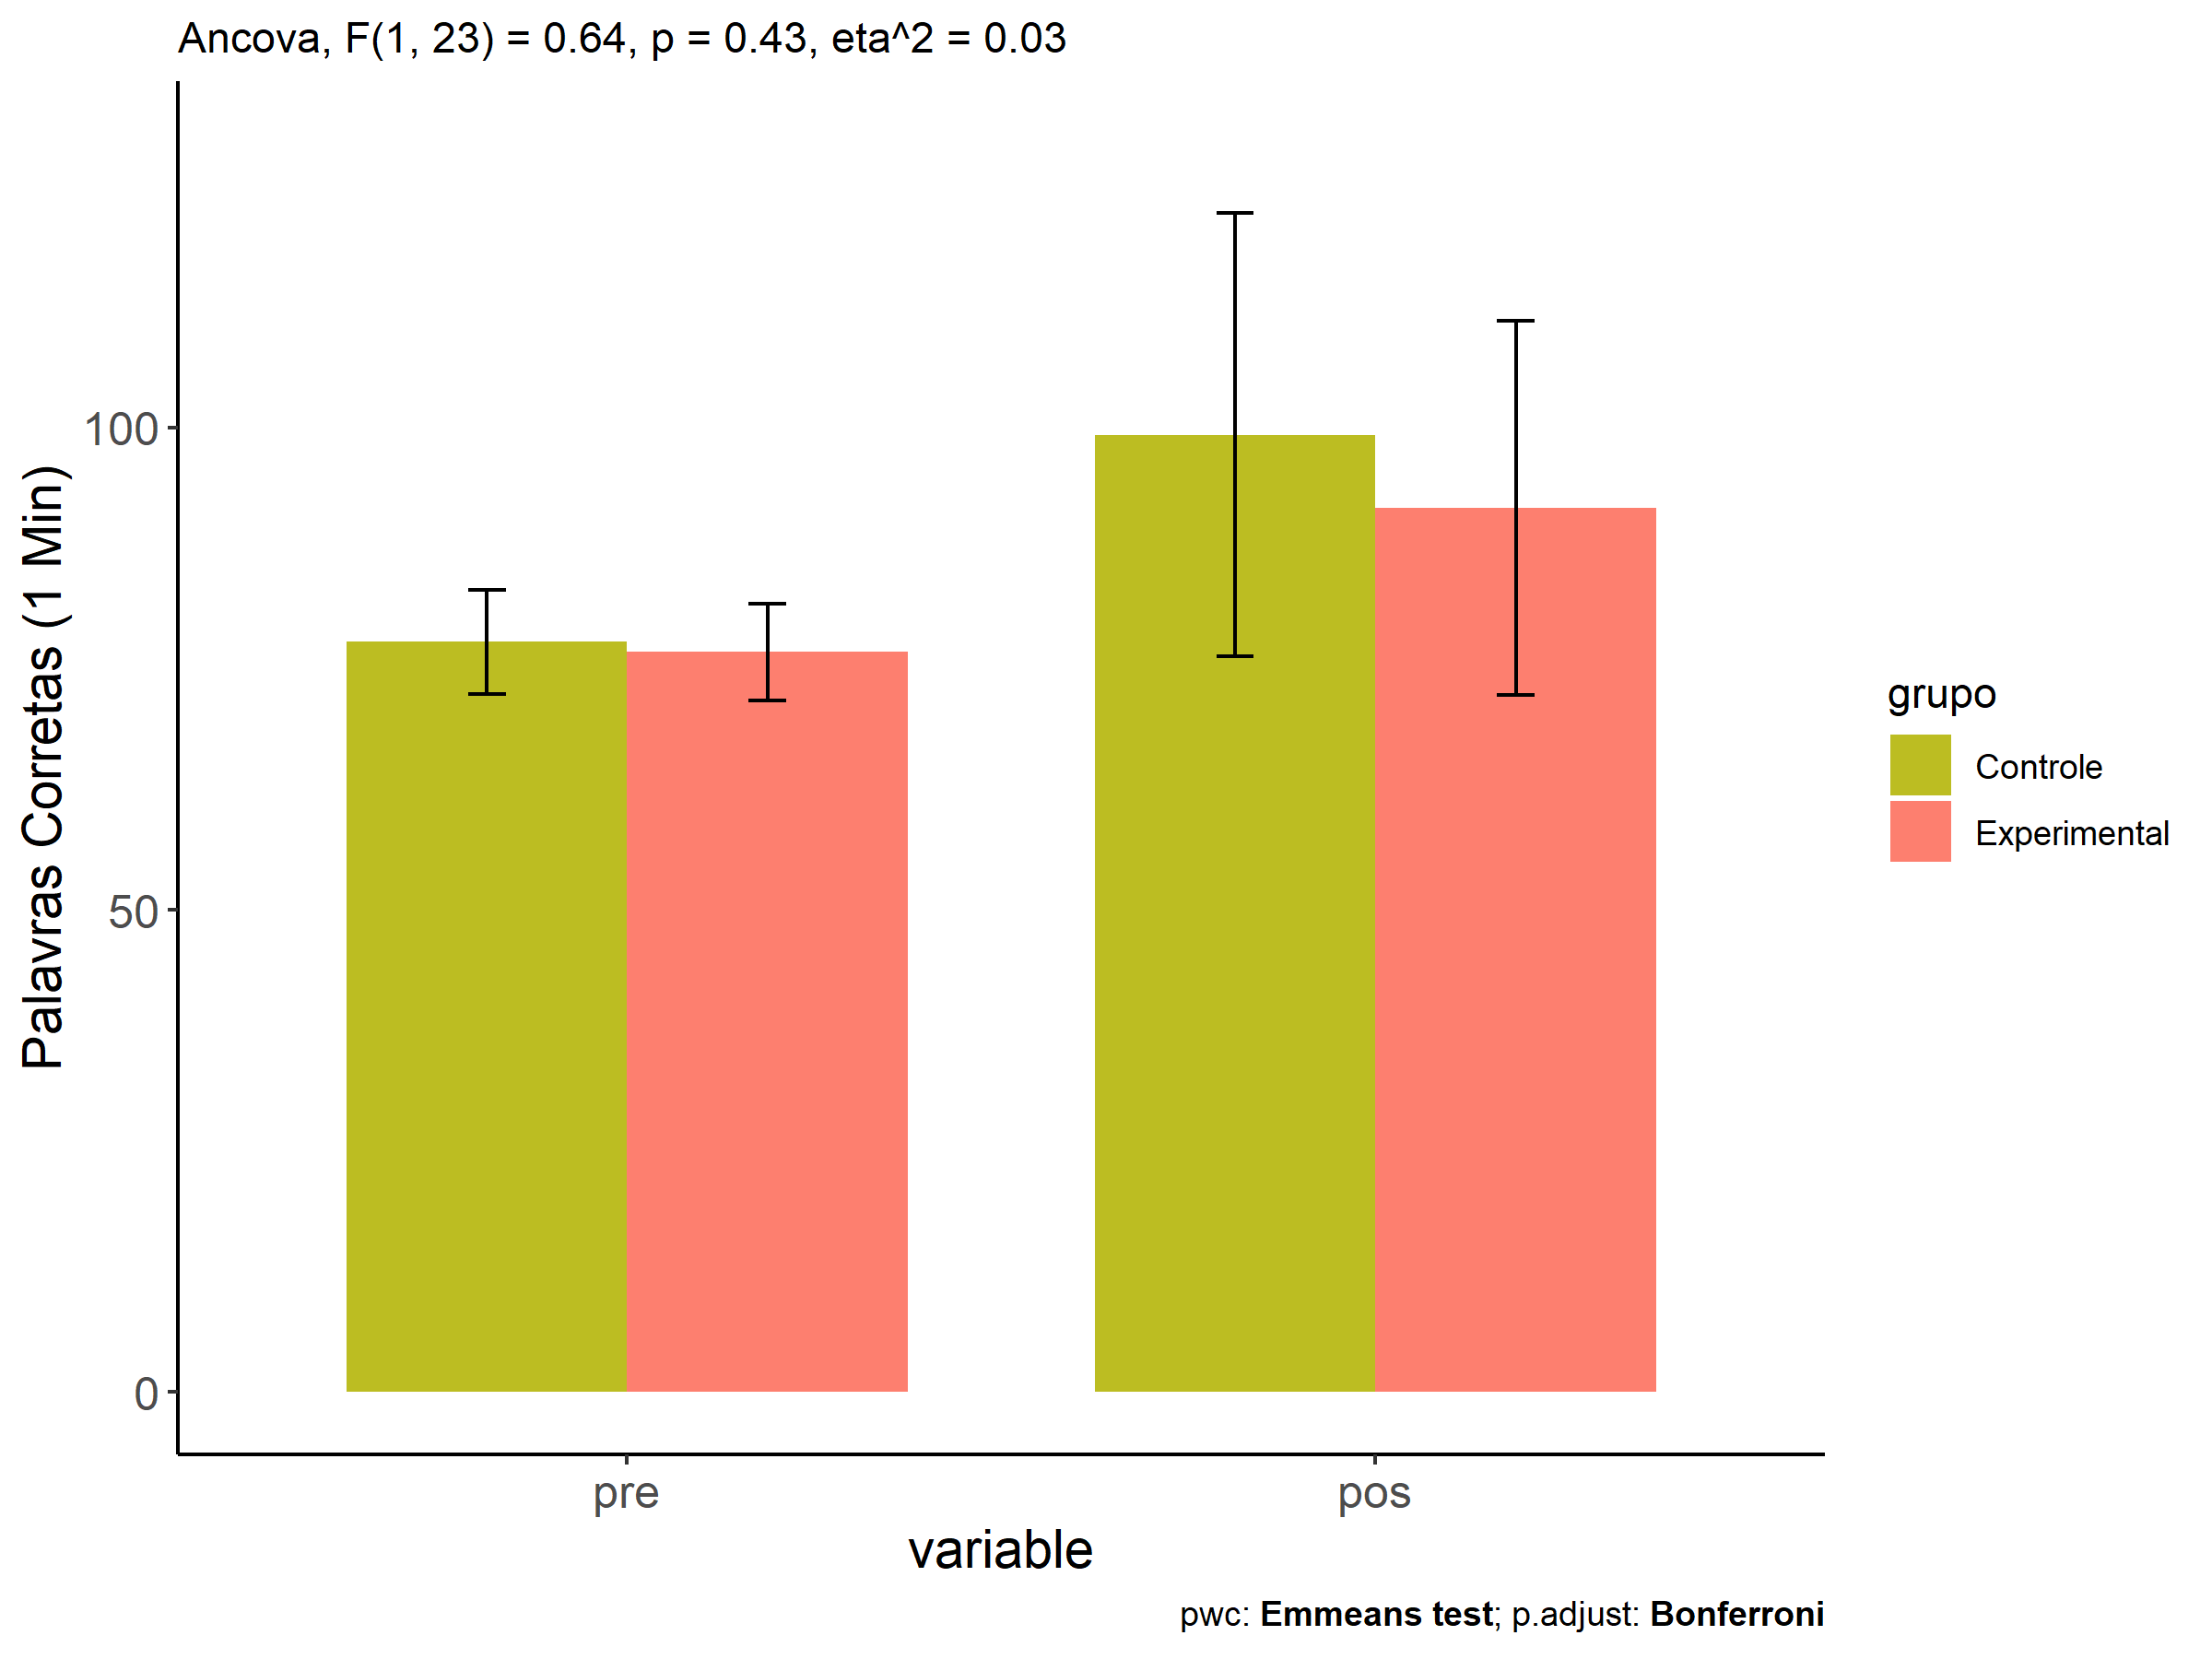 Ancova, F(1, 23) = 0.64, p = 0.43, eta^2 = 0.03
Palavras Corretas (1 Min)
100
50
0
pre
pos
variable
grupo
Controle
Experimental
pwc: Emmeans test; p.adjust: Bonferroni